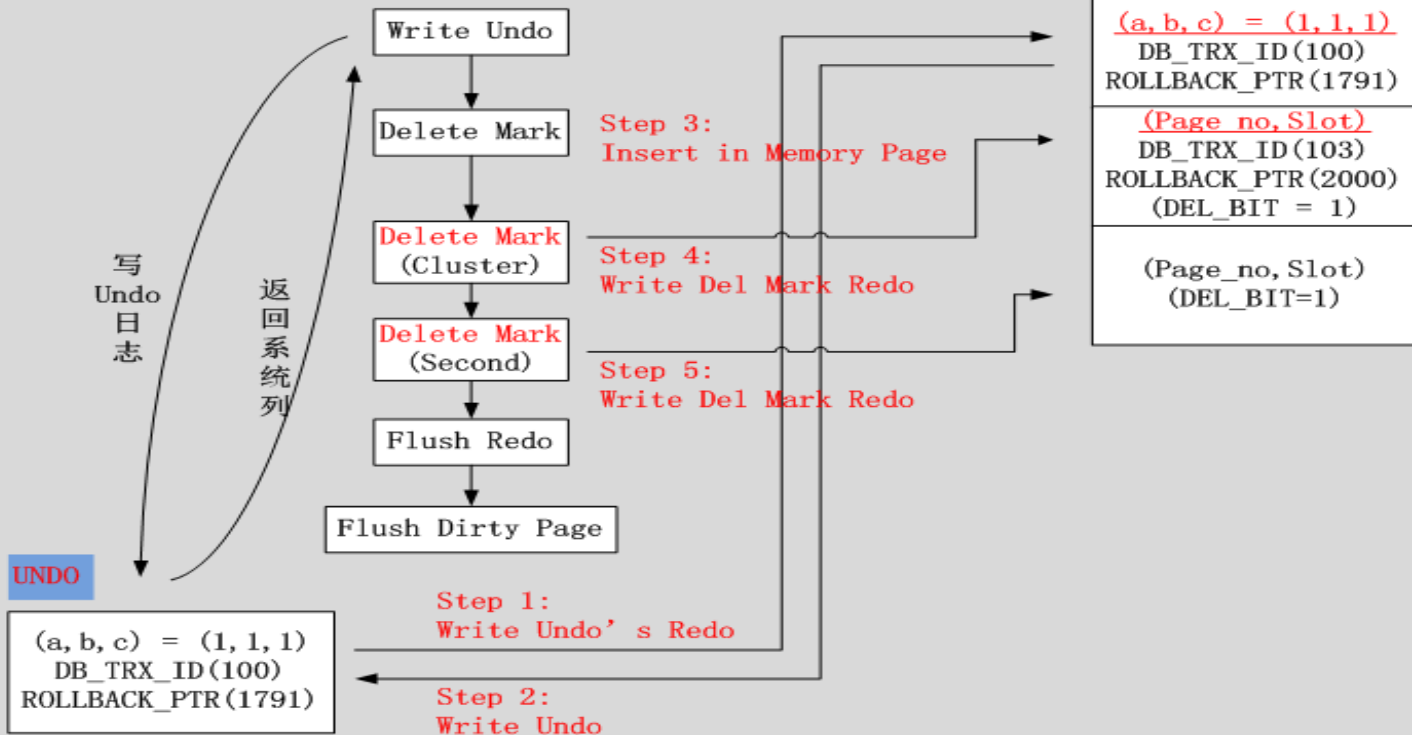 Write Undo
Delete Mark
Delete Mark
(Cluster)
Delete Mark
(Second)
Flush Redo
Flush Dirty Page
写
Undo
日
志
返
回
系
统
列
Step 3:
Insert in Memory Page
Step 4:
Write Del Mark Redo
Step 5:
Write Del Mark Redo
(a,b,c) = (1,1,1)
DB_TRX_ID(100)
ROLLBACK_PTR(1791)
(Page_no,Slot)
DB_TRX_ID(103)
ROLLBACK_PTR(2000)
(DEL_BIT = 1)
(Page_no,Slot)
(DEL_BIT=1)
UNDO
(a,b,c) = (1,1,1)
DB_TRX_ID(100)
ROLLBACK_PTR(1791)
Step 1:
Write Undo’s Redo
Step 2:
Write Undo